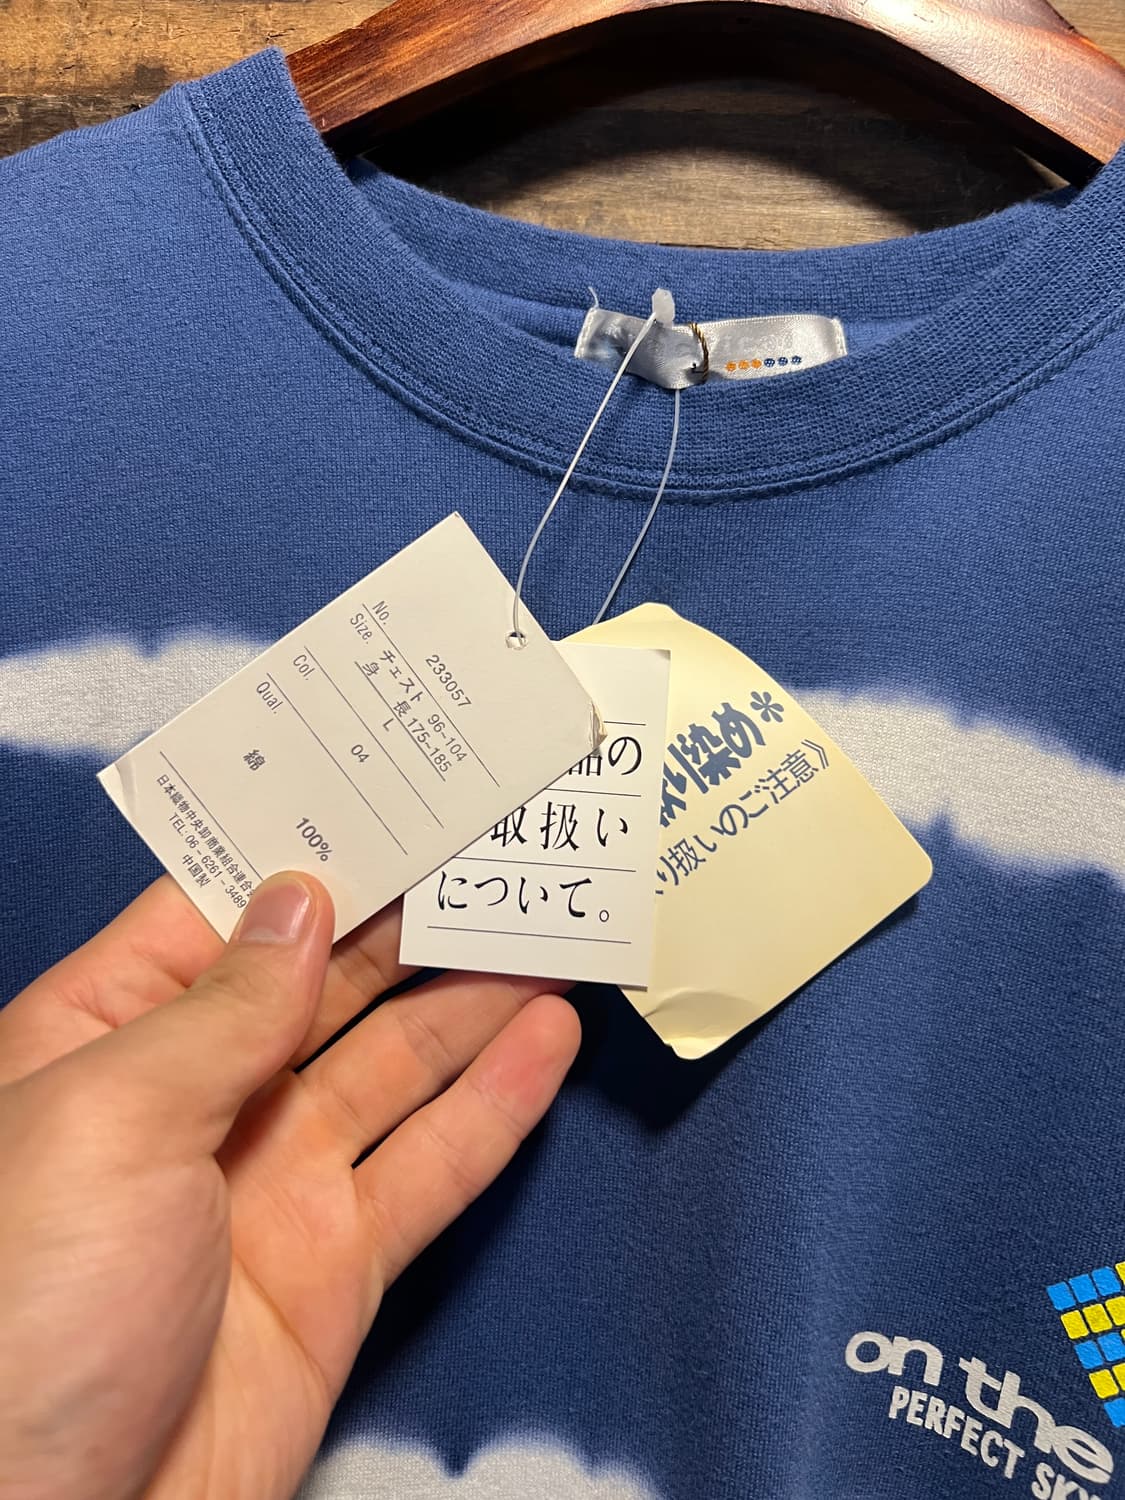 No. 233057
Size. チェスト 96-104
身 長 175-185
L
Col. 04
Qual.
綿 100%
日本織物中央卸商業組合連合会
TEL: 06-6261-3489
中国製
品の
取扱い
について。
絞り染め*
り扱いのご注意》
on the
PERFECT SKY